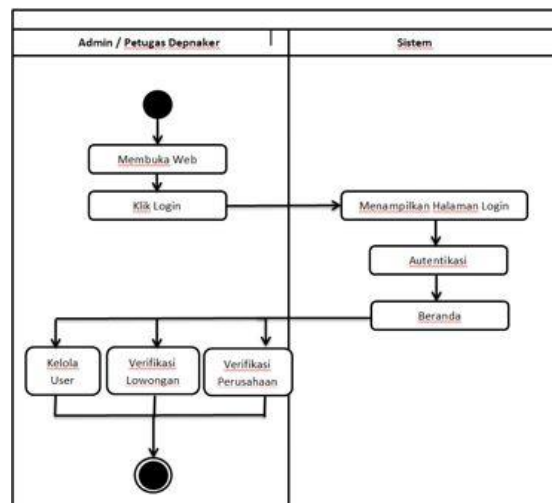 Admin / Petugas Depnaker
Sistem
Membuka Web
Klik Login
Menampilkan Halaman Login
Autentikasi
Beranda
Kelola
User
Verifikasi
Lowongan
Verifikasi
Perusahaan